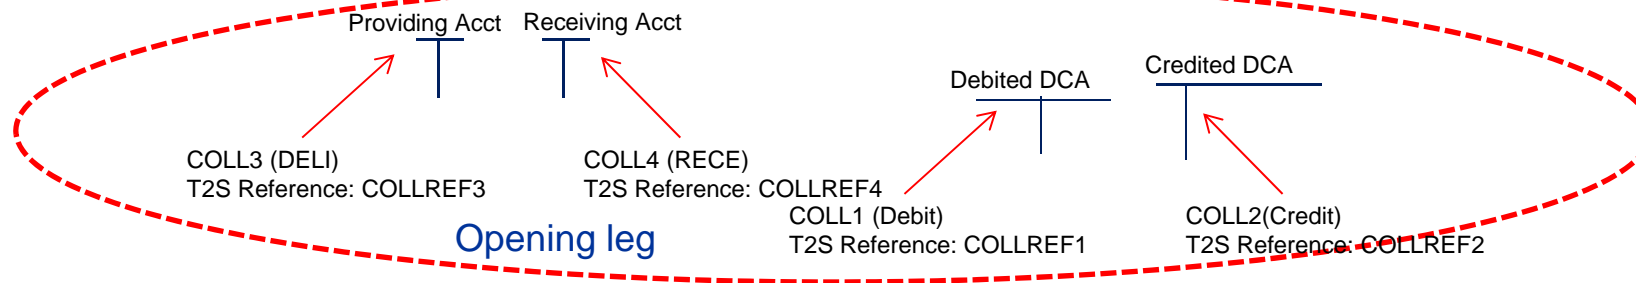 Providing Acct
Receiving Acct
Debited DCA
Credited DCA
COLL3 (DELI)
T2S Reference: COLLREF3
COLL4 (RECE)
T2S Reference: COLLREF4
COLL1 (Debit)
T2S Reference: COLLREF1
COLL2(Credit)
T2S Reference: COLLREF2
Opening leg